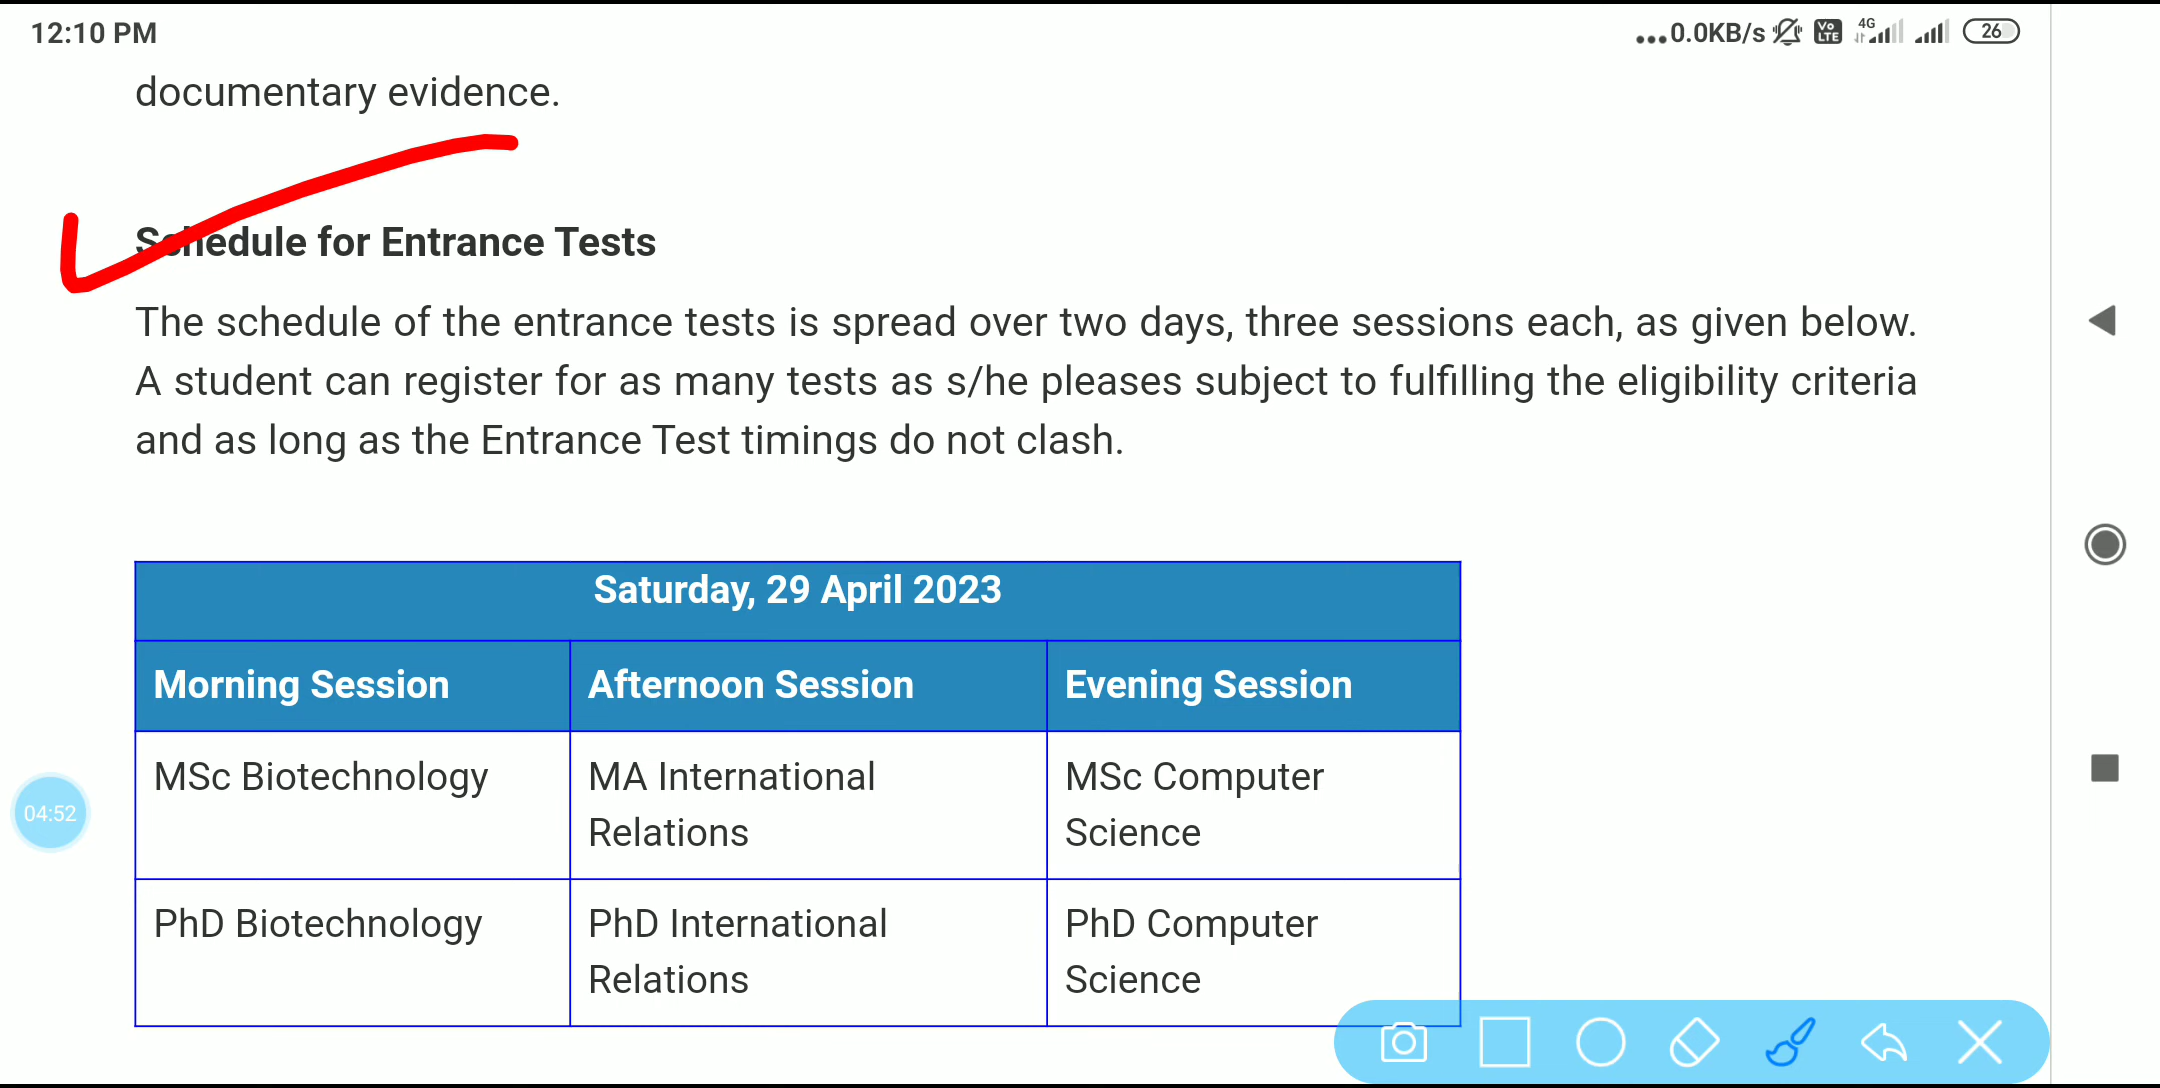 12:10 PM
...0.0KB/s Vo LTE 4G 26
documentary evidence.
Schedule for Entrance Tests
The schedule of the entrance tests is spread over two days, three sessions each, as given below.
A student can register for as many tests as s/he pleases subject to fulfilling the eligibility criteria
and as long as the Entrance Test timings do not clash.
Saturday, 29 April 2023
Morning Session Afternoon Session Evening Session
MSc Biotechnology MA International MSc Computer
Relations Science
04:52
PhD Biotechnology PhD International PhD Computer
Relations Science